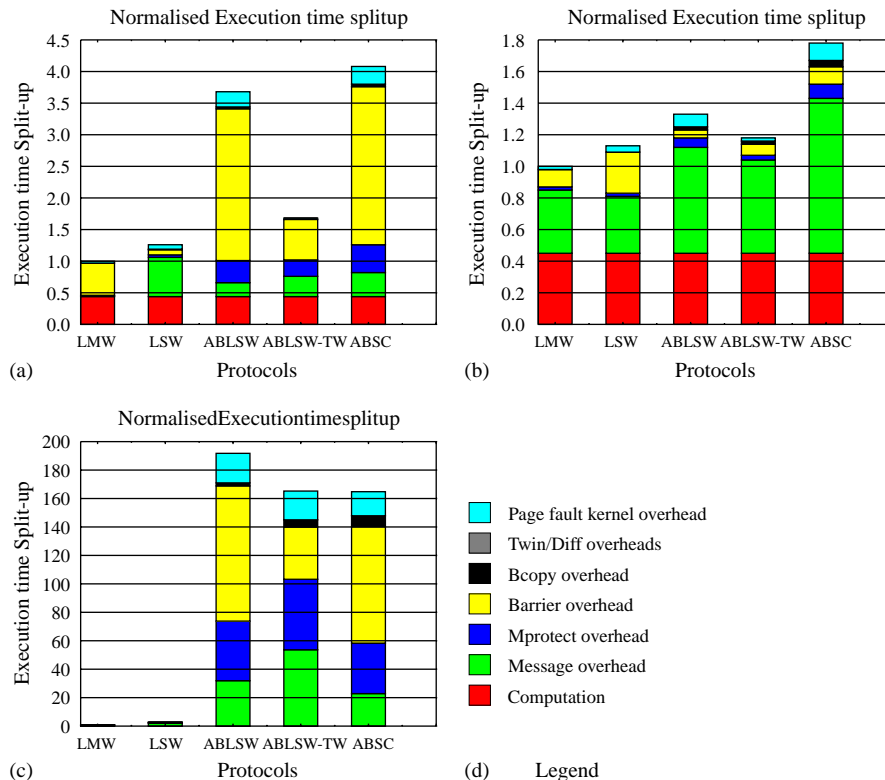 Normalised Execution time splitup
Execution time Split-up
4.5
4.0
3.5
3.0
2.5
2.0
1.5
1.0
0.5
0.0
LMW LSW ABLSW ABLSW-TW ABSC
(a) Protocols
Normalised Execution time splitup
Execution time Split-up
1.8
1.6
1.4
1.2
1.0
0.8
0.6
0.4
0.2
0.0
LMW LSW ABLSW ABLSW-TW ABSC
(b) Protocols
NormalisedExecutiontimesplitup
Execution time Split-up
200
180
160
140
120
100
80
60
40
20
0
LMW LSW ABLSW ABLSW-TW ABSC
(c) Protocols
Page fault kernel overhead
Twin/Diff overheads
Bcopy overhead
Barrier overhead
Mprotect overhead
Message overhead
Computation
(d) Legend